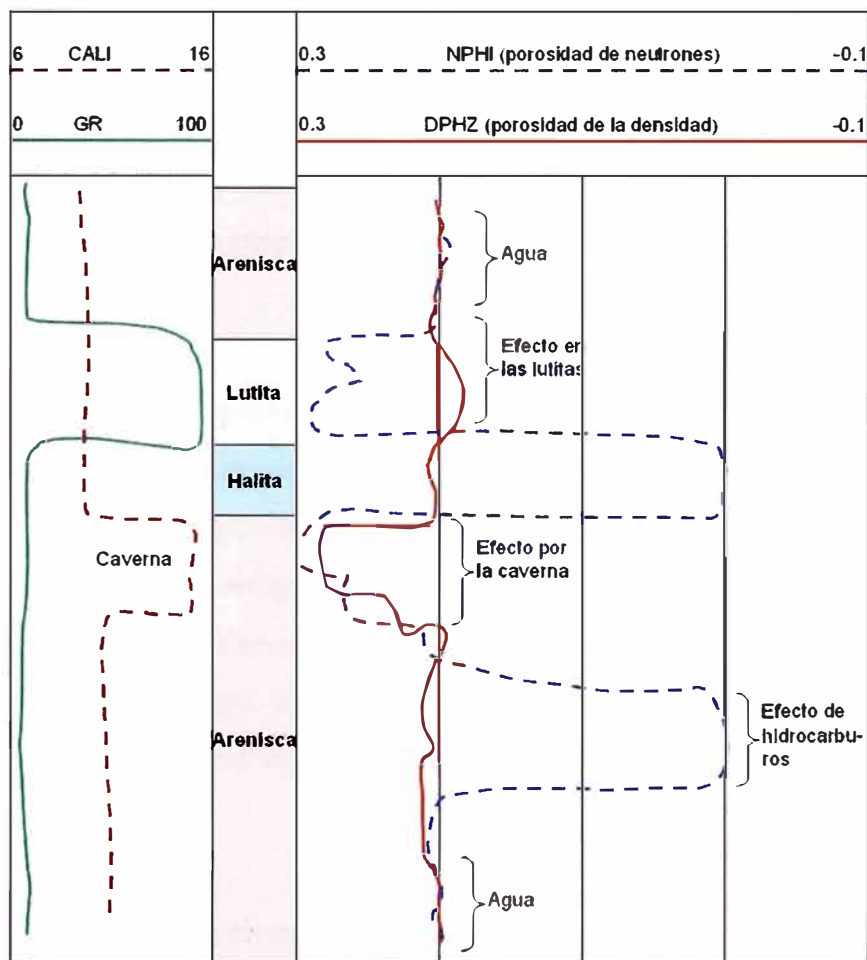 6 CALI 16
0.3 NPHI (porosidad de neutrones) -0.1
0 GR 100
0.3 DPHZ (porosidad de la densidad) -0.1
Arenisca
Agua
Efecto en
las lutitas
Lutita
Halita
Caverna
Efecto por
la caverna
Arenisca
Efecto de
hidrocarbu-
ros
Agua